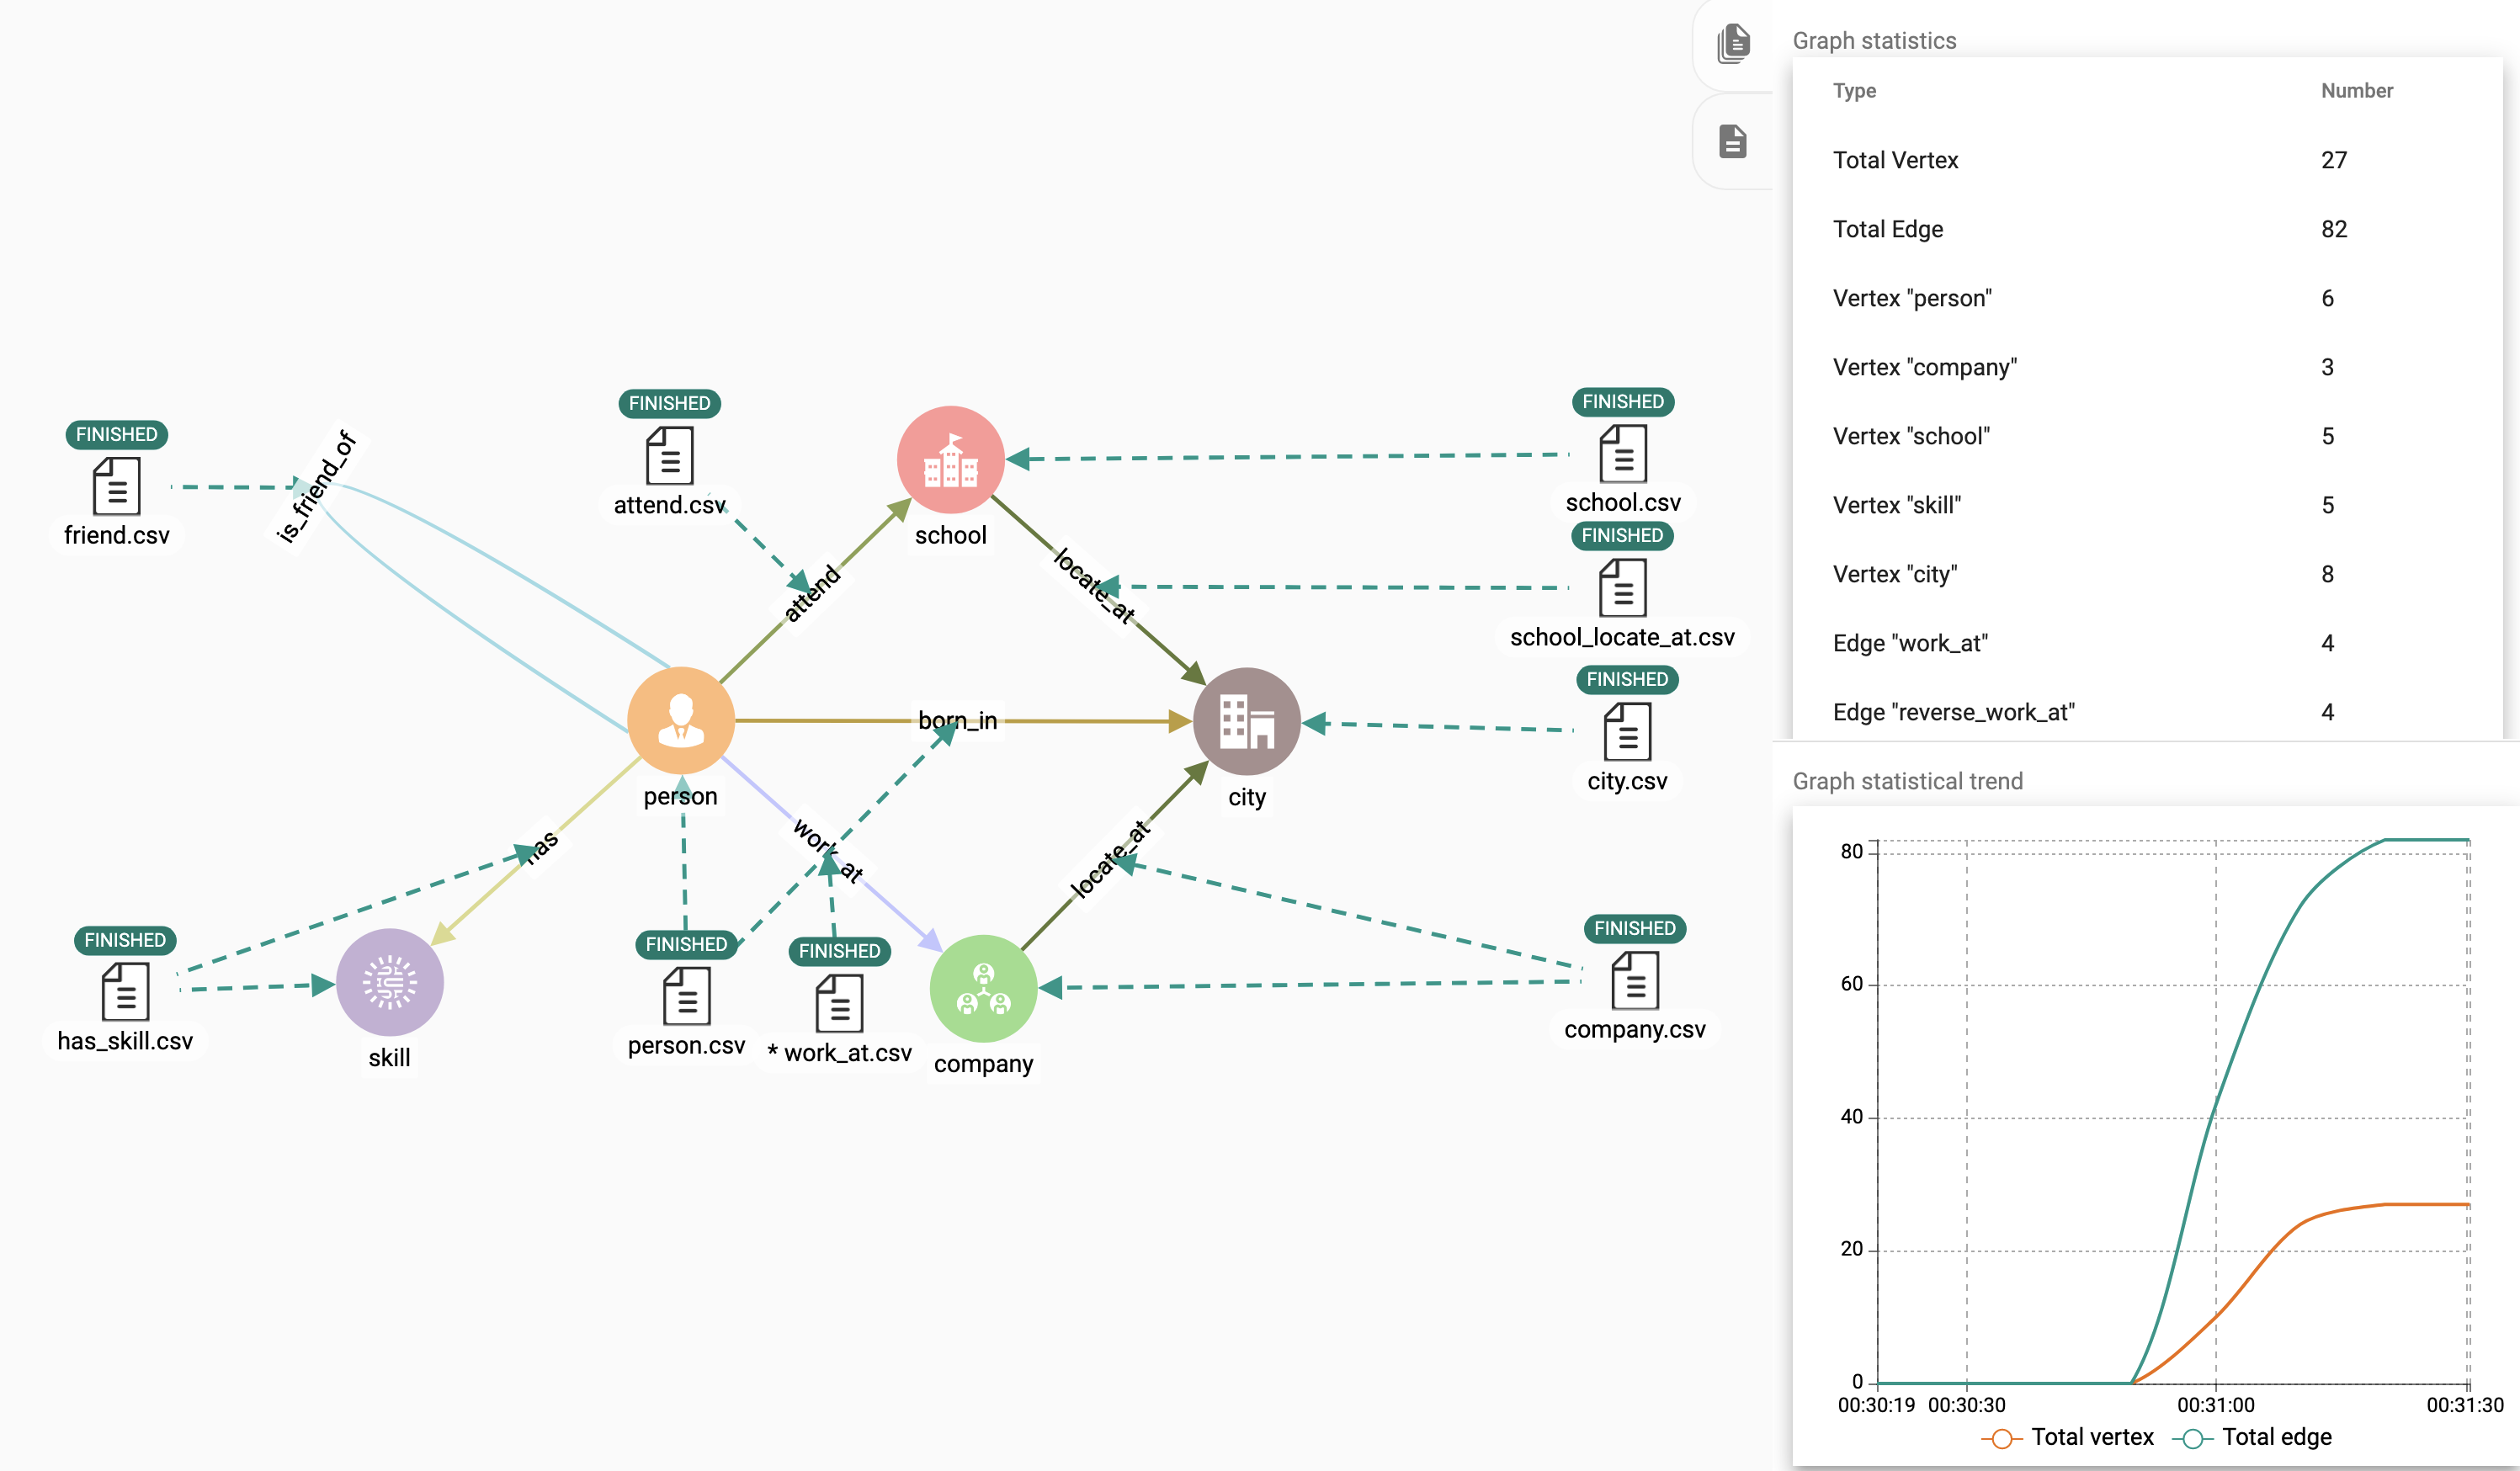 Graph statistics
Type Number
Total Vertex 27
Total Edge 82
Vertex "person" 6
Vertex "company" 3
Vertex "school" 5
Vertex "skill" 5
Vertex "city" 8
Edge "work_at" 4
Edge "reverse_work_at" 4
Graph statistical trend
80
60
40
20
0
00:30:19 00:30:30 00:31:00 00:31:30
Total vertex Total edge
FINISHED
friend.csv
is_friend_of
FINISHED
attend.csv
attend
school
locate_at
FINISHED
school.csv
FINISHED
school_locate_at.csv
FINISHED
city.csv
person
born_in
city
has
work_at
locate_at
FINISHED
has_skill.csv
skill
FINISHED
person.csv
FINISHED
* work_at.csv
company
FINISHED
company.csv